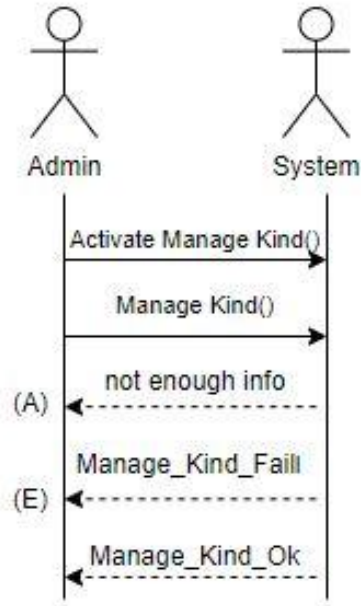 Admin System
Activate Manage Kind()
Manage Kind()
not enough info
(A)
Manage_Kind_Faill
(E)
Manage_Kind_Ok